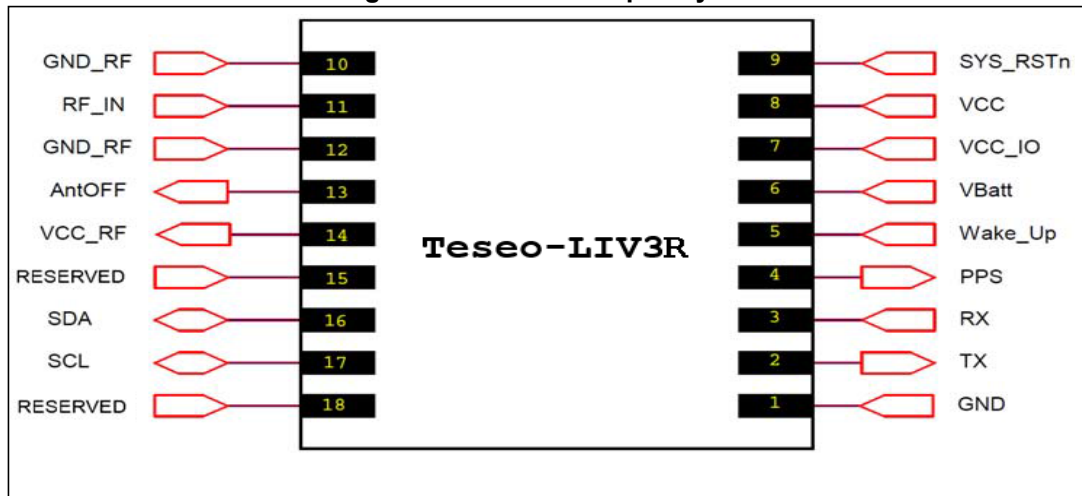 GND_RF 10 9 SYS_RSTn
RF_IN 11 8 VCC
GND_RF 12 7 VCC_IO
AntOFF 13 6 VBatt
VCC_RF 14 5 Wake_Up
Teseo-LIV3R
RESERVED 15 4 PPS
SDA 16 3 RX
SCL 17 2 TX
RESERVED 18 1 GND